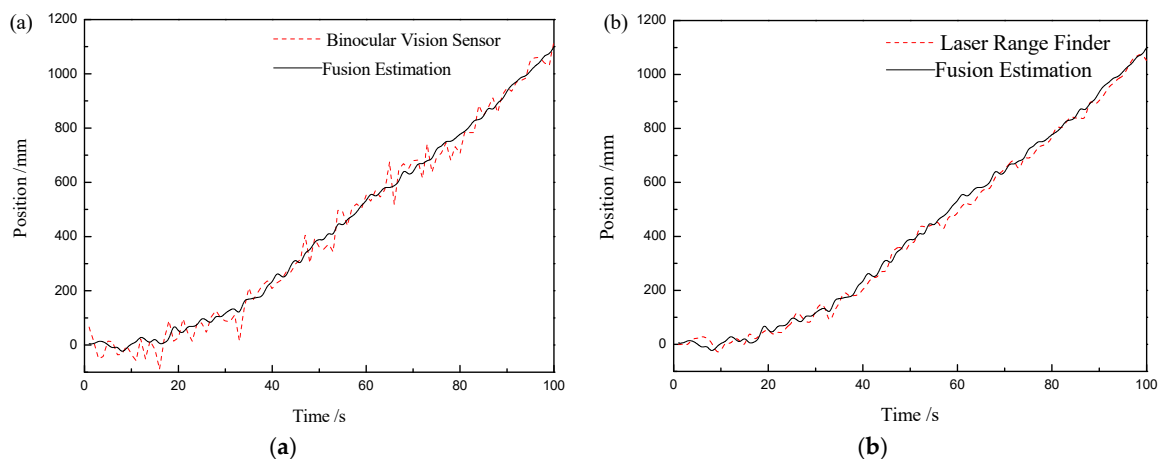 (a)
1200
1000
800
600
400
200
0
Position /mm
Binocular Vision Sensor
Fusion Estimation
0 20 40 60 80 100
Time /s
(a)
(b)
1200
1000
800
600
400
200
0
Position /mm
Laser Range Finder
Fusion Estimation
0 20 40 60 80 100
Time /s
(b)